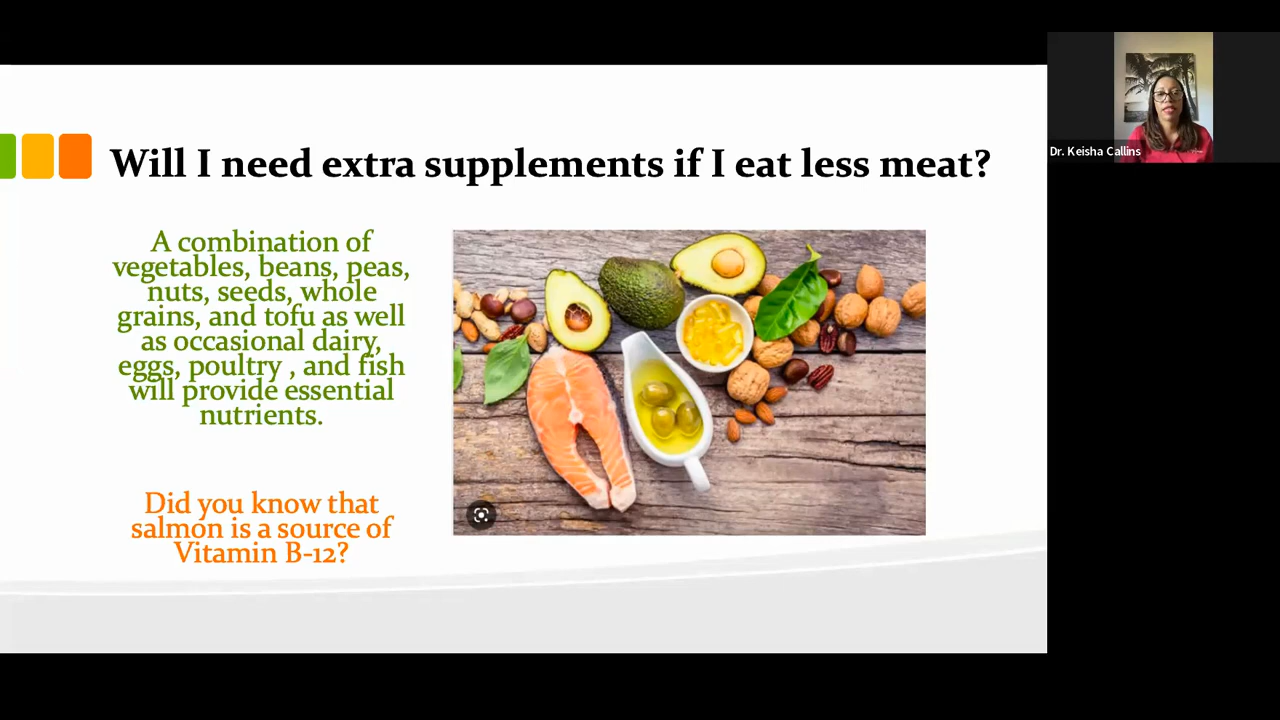 Will I need extra supplements if I eat less meat?
A combination of
vegetables, beans, peas,
nuts, seeds, whole
grains, and tofu as well
as occasional dairy,
eggs, poultry , and fish
will provide essential
nutrients.
Did you know that
salmon is a source of
Vitamin B-12?
Dr. Keisha Callins